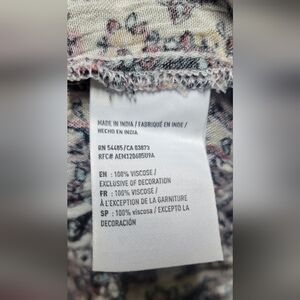 MADE IN INDIA / FABRIQUÉ EN INDE /
HECHO EN INDIA
RN 54485/CA 03873
RFC# AEM320605U9A
EN : 100% VISCOSE /
EXCLUSIVE OF DECORATION
FR : 100% VISCOSE /
À L'EXCEPTION DE LA GARNITURE
SP : 100% viscosa / EXCEPTO LA
DECORACIÓN